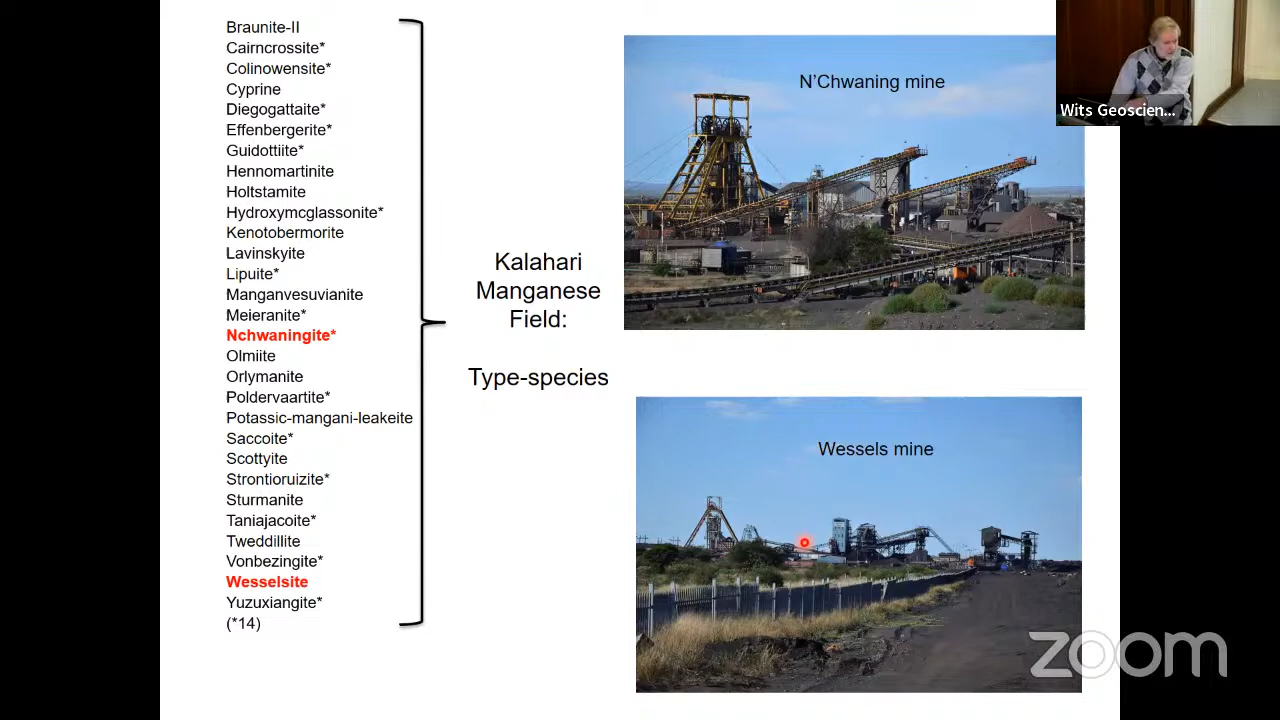 Braunite-II
Cairncrossite*
Colinowensite*
Cyprine
Diegogattaite*
Effenbergerite*
Guidottiite*
Hennomartinite
Holtstamite
Hydroxymcglassonite*
Kenotobermorite
Lavinskyite
Lipuite*
Manganvesuvianite
Meieranite*
Nchwaningite*
Olmiite
Orlymanite
Poldervaartite*
Potassic-mangani-leakeite
Saccoite*
Scottyite
Strontioruizite*
Sturmanite
Taniajacoite*
Tweddillite
Vonbezingite*
Wesselsite
Yuzuxiangite*
(*14)
Kalahari
Manganese
Field:
Type-species
N'Chwaning mine
Wessels mine
Wits Geoscien...
zoom